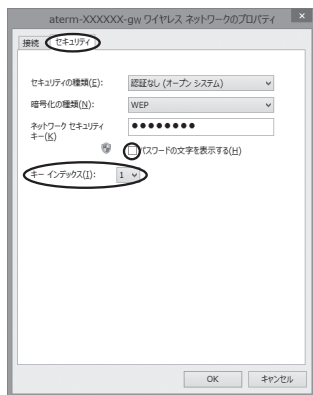 aterm-XXXXXX-gw ワイヤレス ネットワークのプロパティ ×
接続 セキュリティ
セキュリティの種類(E): 認証なし (オープン システム)
暗号化の種類(N): WEP
ネットワーク セキュリティ
キー(K) ●●●●●●●●
パスワードの文字を表示する(H)
キー インデックス(I): 1
OK キャンセル